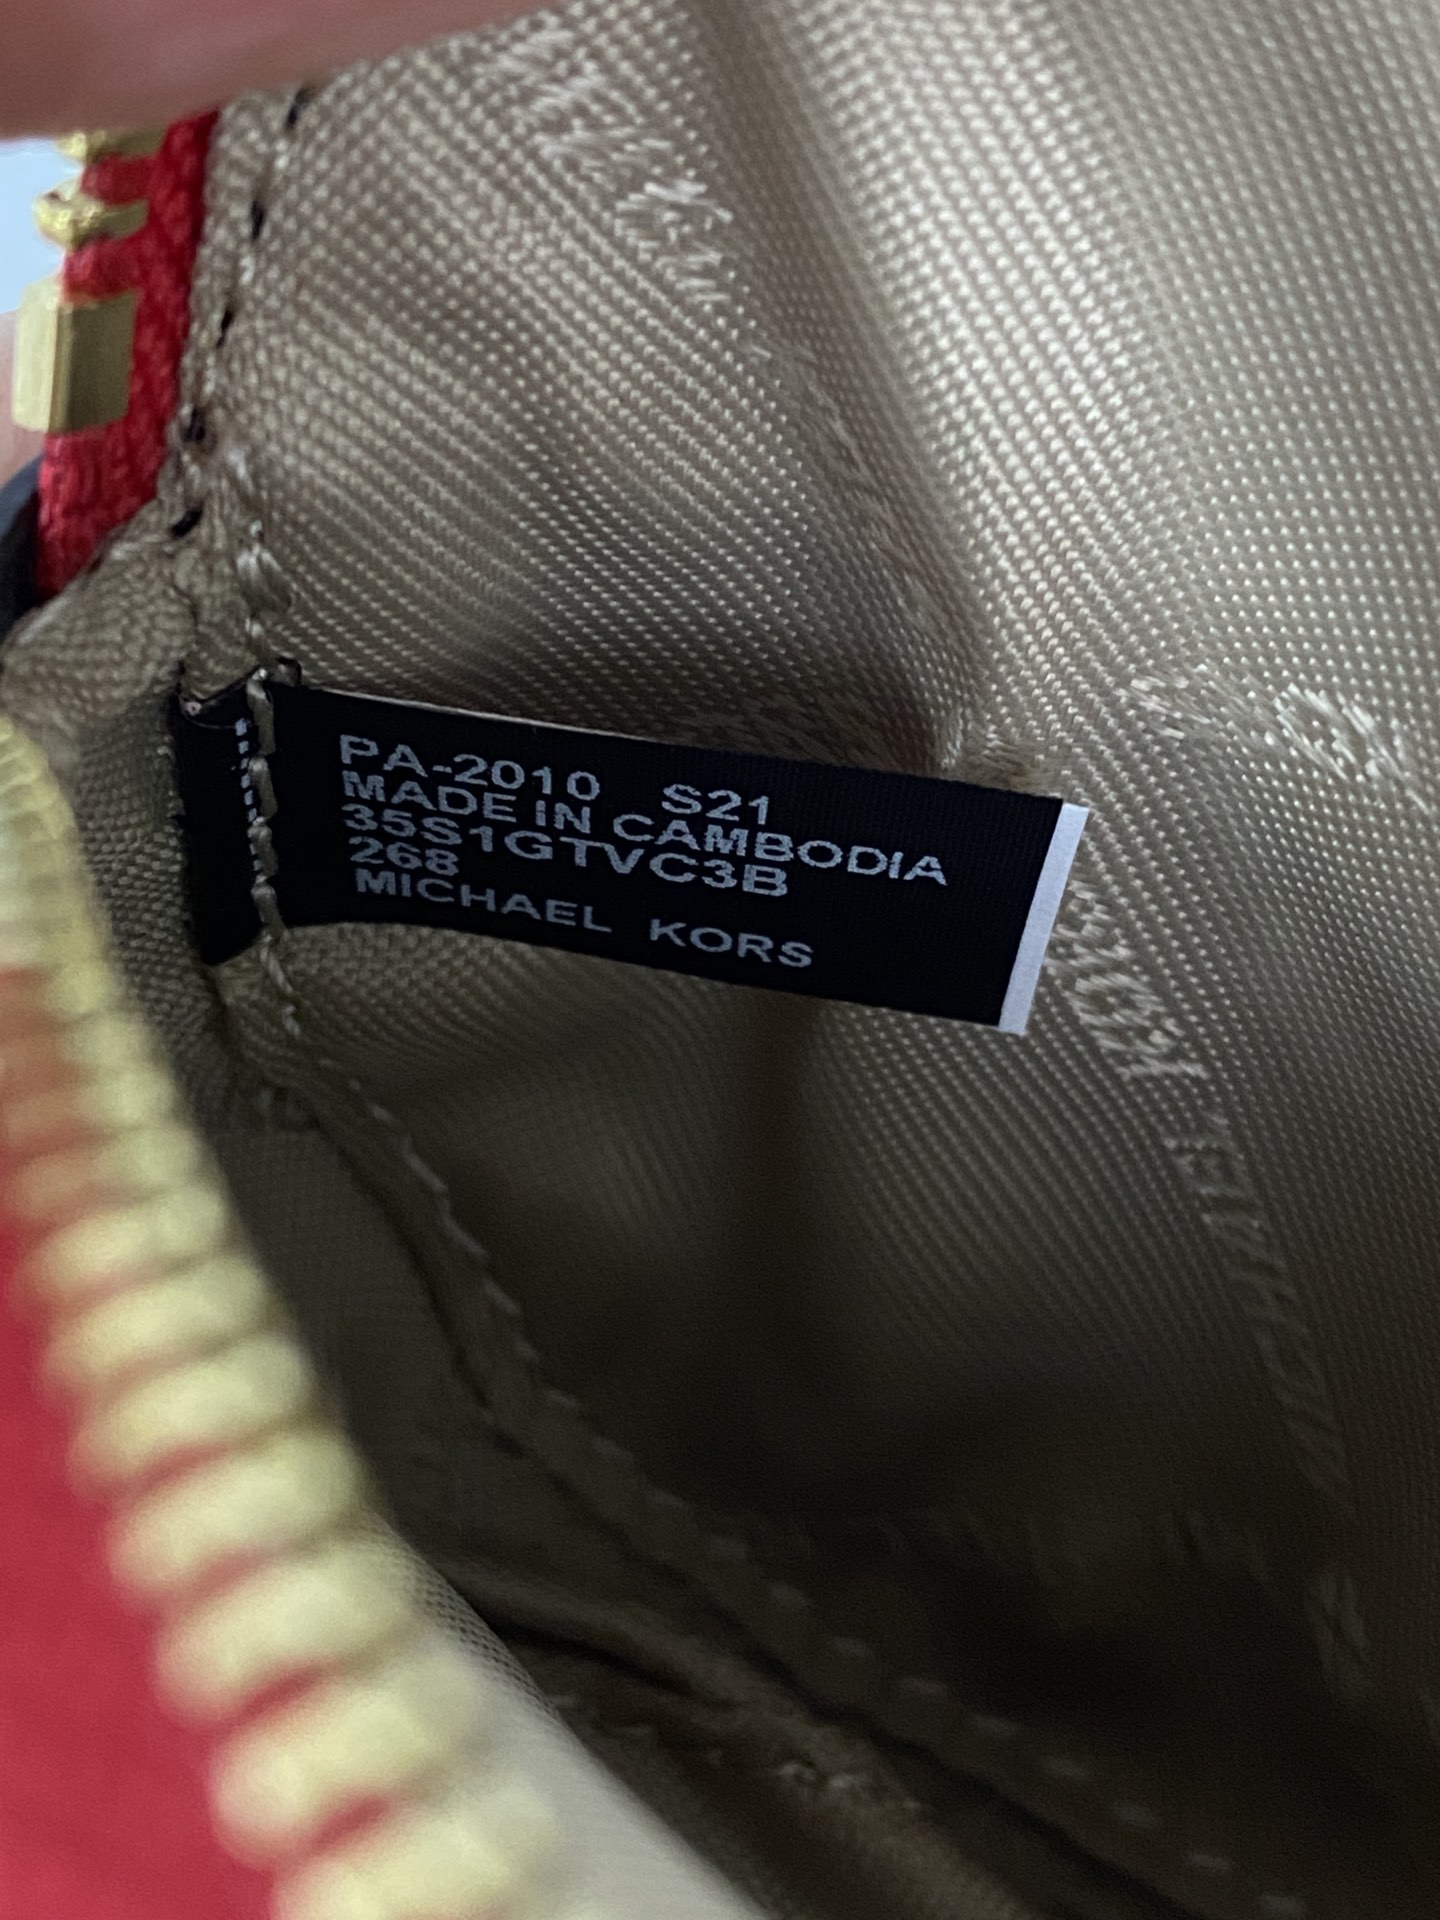 PA-2010 S21
MADE IN CAMBODIA
35S1GTVC3B
268
MICHAEL KORS